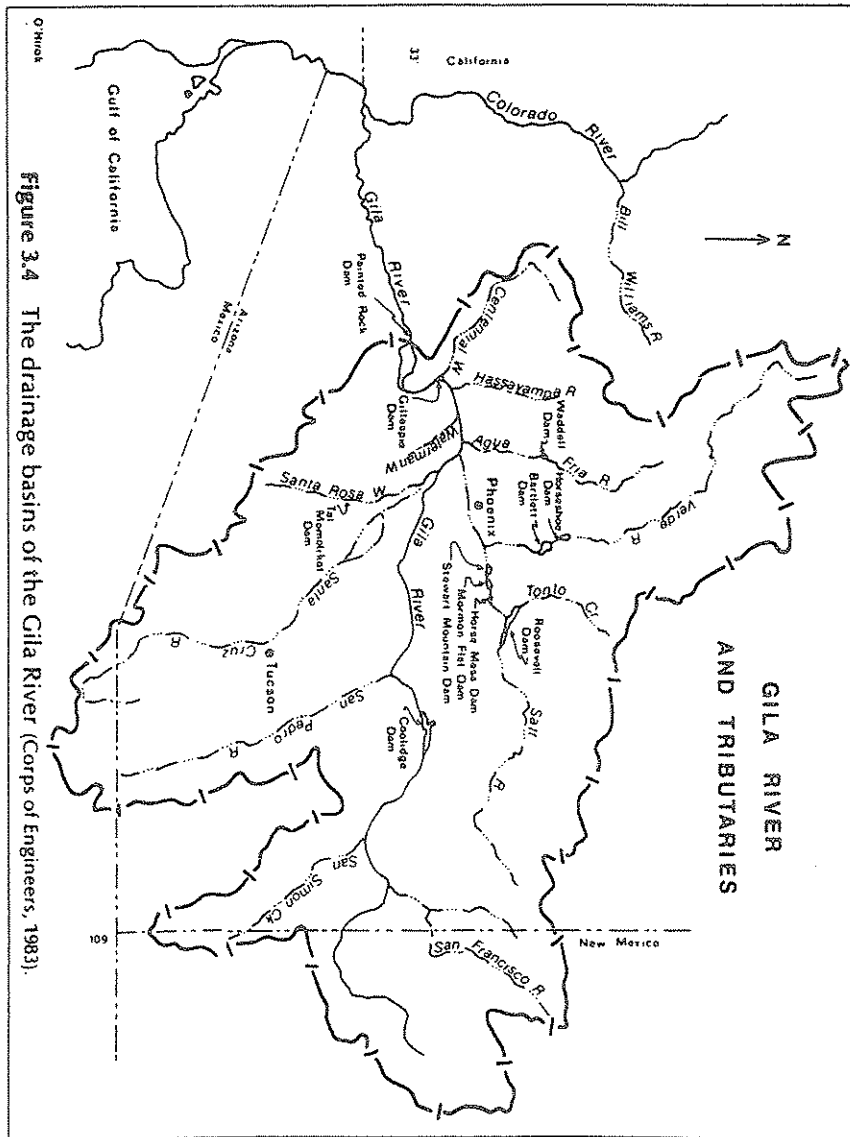 GILA RIVER
AND TRIBUTARIES
N
California
33°
Colorado River
Bill Williams R
Gila River
Painted Rock
Dam
Centennial W
Hassayampa R
Gillespie
Dam
Waddell
Dam
Agua Fria R
Horseshoe
Dam
Bartlett
Dam
Verde R
Waterman W
Santa Rosa W
Tat
Momolikot
Dam
Phoenix
Tonto Cr
Roosevelt
Dam
Salt R
Horse Mesa Dam
Mormon Flat Dam
Stewart Mountain Dam
Gila River
Santa Cruz R
Tucson
San Pedro R
Coolidge
Dam
San Simon Ck
San Francisco R
New Mexico
109
Arizona
Mexico
Gulf of California
O'Hirok
Figure 3.4 The drainage basins of the Gila River (Corps of Engineers, 1983).